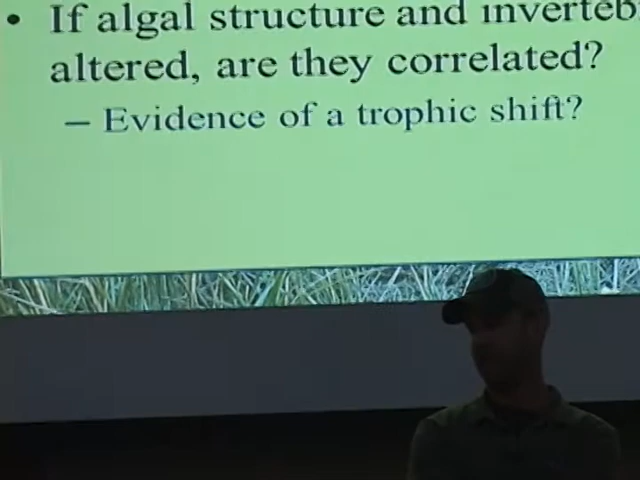 • If algal structure and inverteb
altered, are they correlated?
– Evidence of a trophic shift?